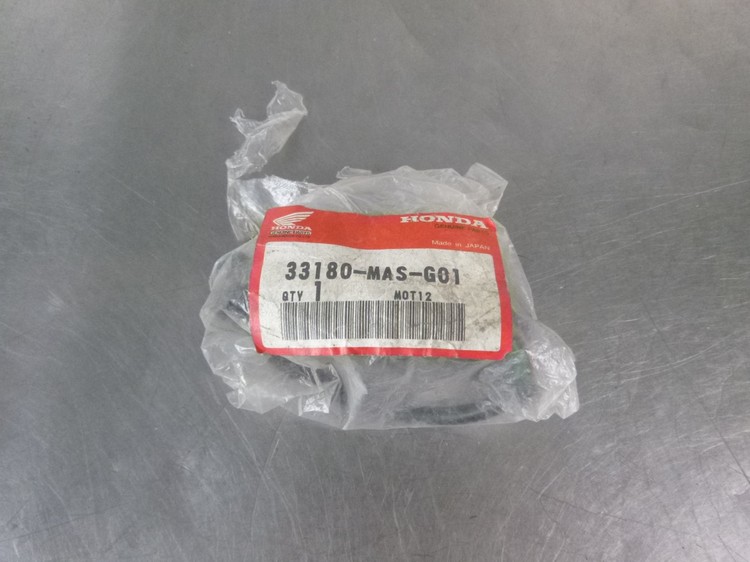 HONDA
HONDA
Made in JAPAN
33180-MAS-G01
QTY 1 MOT12